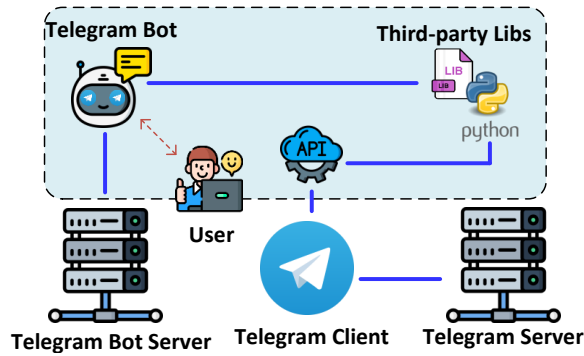 Telegram Bot
Third-party Libs
LIB
LIB
python
API
User
Telegram Bot Server
Telegram Client
Telegram Server